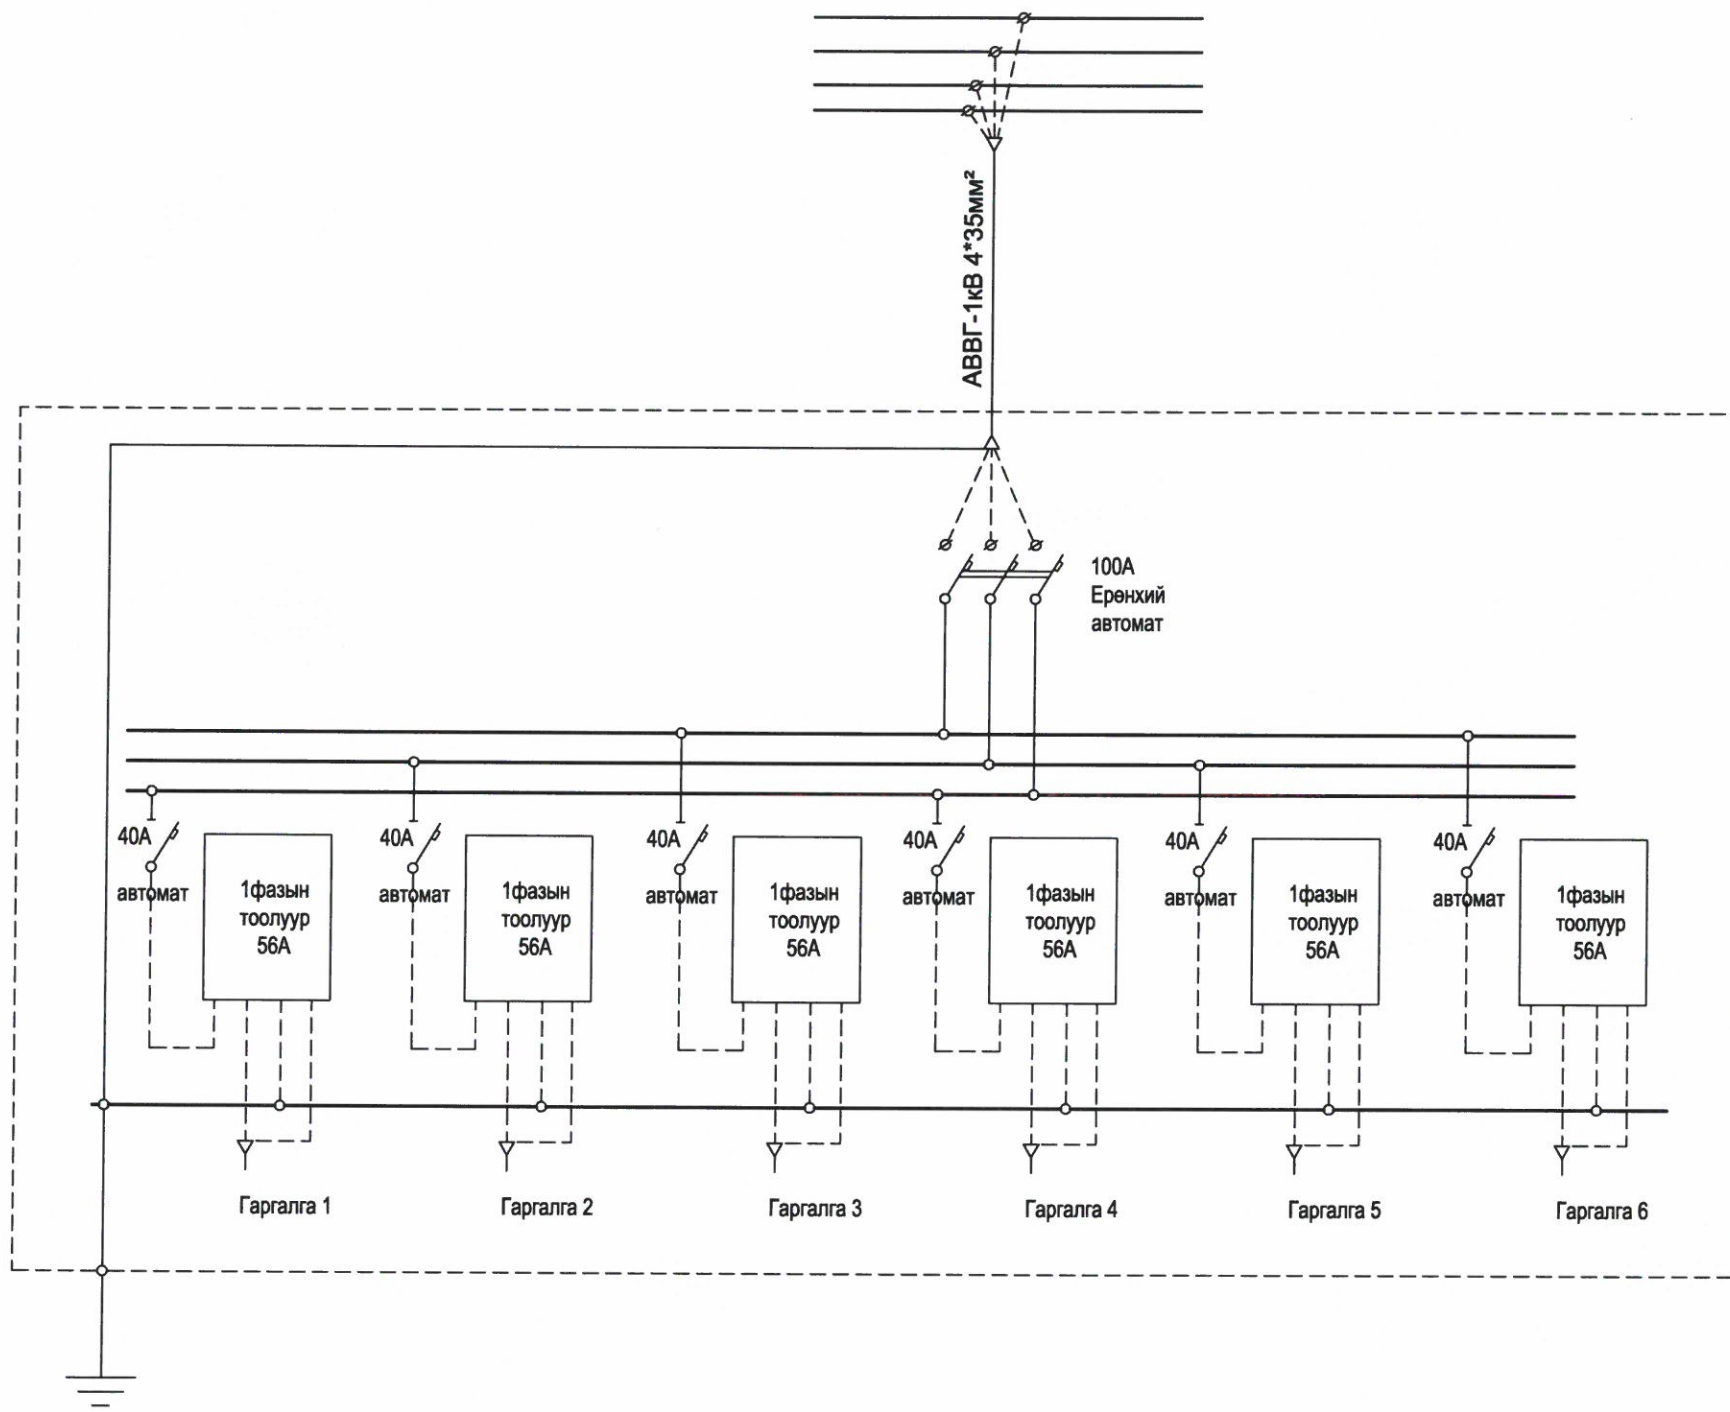 АВВГ-1кВ 4*35мм²
100А
Ерөнхий
автомат
40А
автомат
1фазын
тоолуур
56А
40А
автомат
1фазын
тоолуур
56А
40А
автомат
1фазын
тоолуур
56А
40А
автомат
1фазын
тоолуур
56А
40А
автомат
1фазын
тоолуур
56А
40А
автомат
1фазын
тоолуур
56А
Гаргалга 1
Гаргалга 2
Гаргалга 3
Гаргалга 4
Гаргалга 5
Гаргалга 6